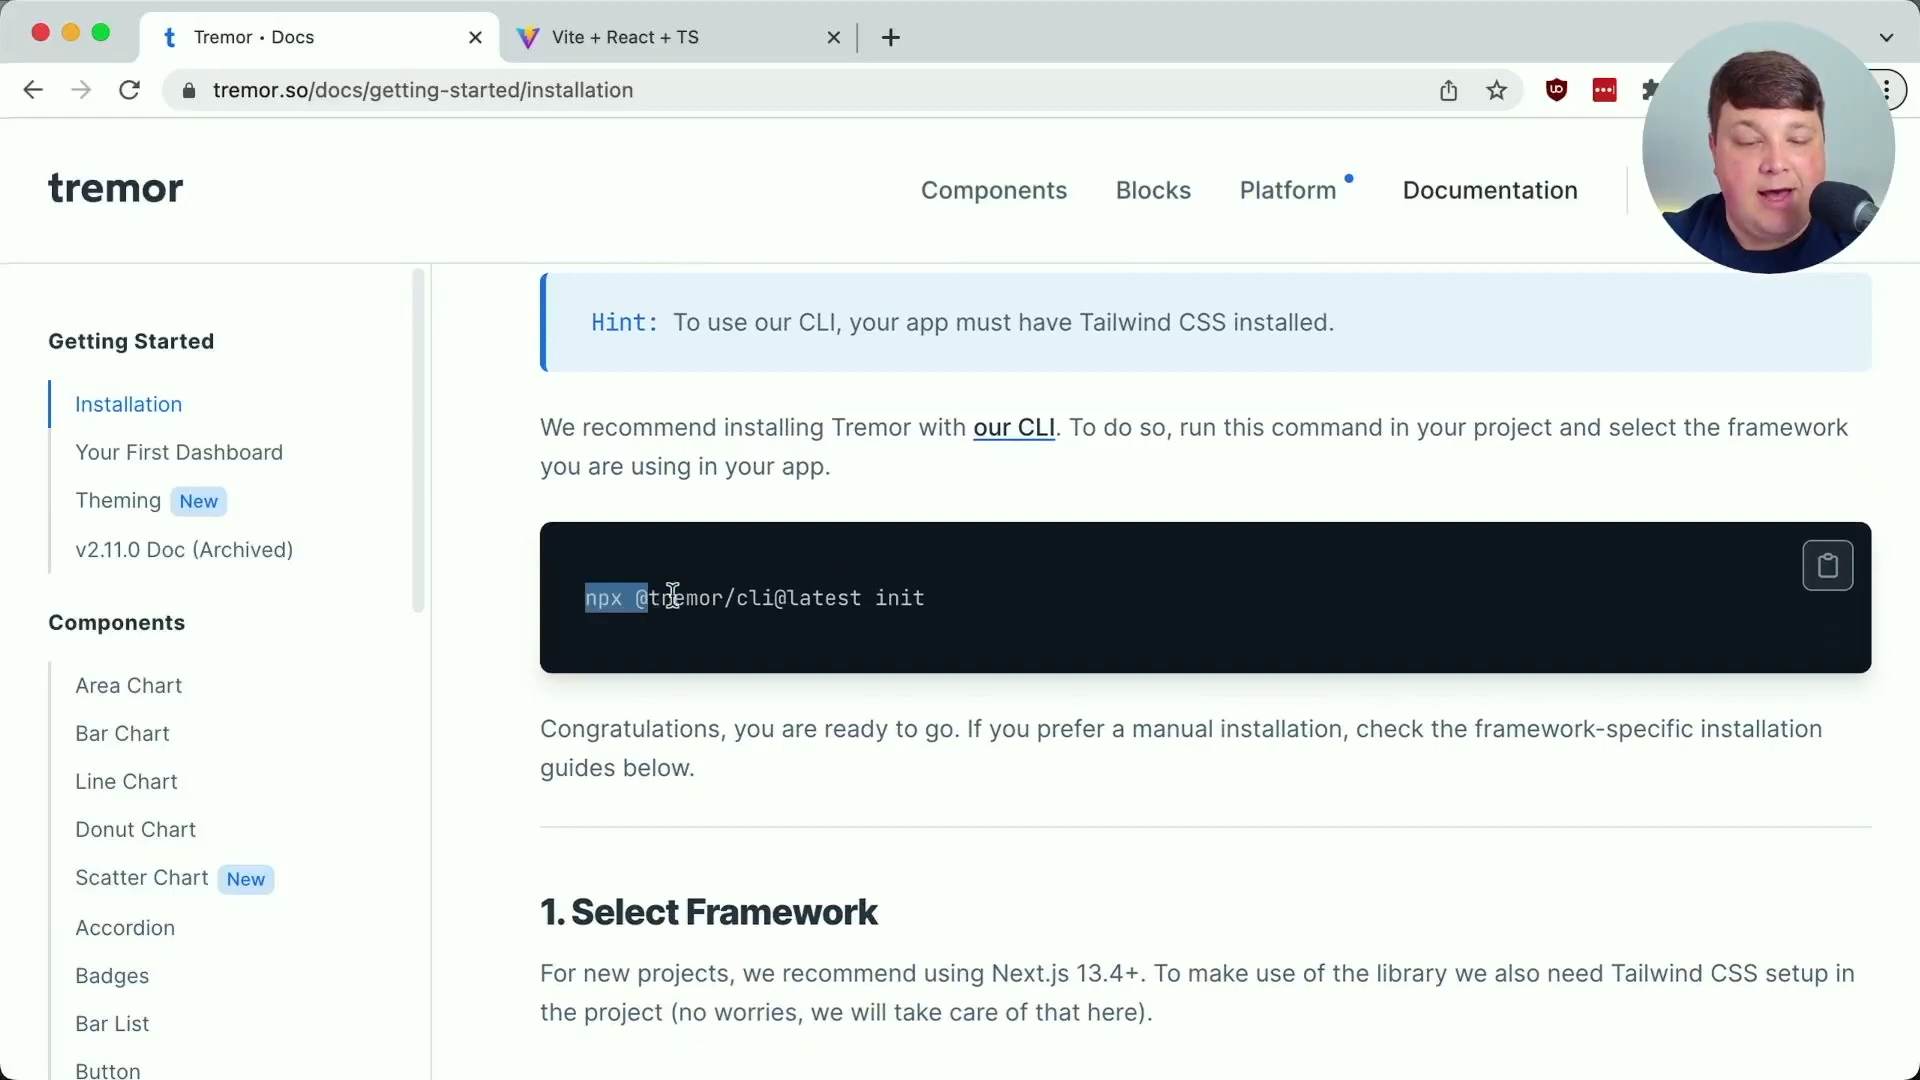 Tremor • Docs
Vite + React + TS
tremor.so/docs/getting-started/installation
tremor
Components
Blocks
Platform
Documentation
Getting Started
Installation
Your First Dashboard
Theming New
v2.11.0 Doc (Archived)
Components
Area Chart
Bar Chart
Line Chart
Donut Chart
Scatter Chart New
Accordion
Badges
Bar List
Button
Hint: To use our CLI, your app must have Tailwind CSS installed.
We recommend installing Tremor with our CLI. To do so, run this command in your project and select the framework
you are using in your app.
npx @tremor/cli@latest init
Congratulations, you are ready to go. If you prefer a manual installation, check the framework-specific installation
guides below.
1. Select Framework
For new projects, we recommend using Next.js 13.4+. To make use of the library we also need Tailwind CSS setup in
the project (no worries, we will take care of that here).